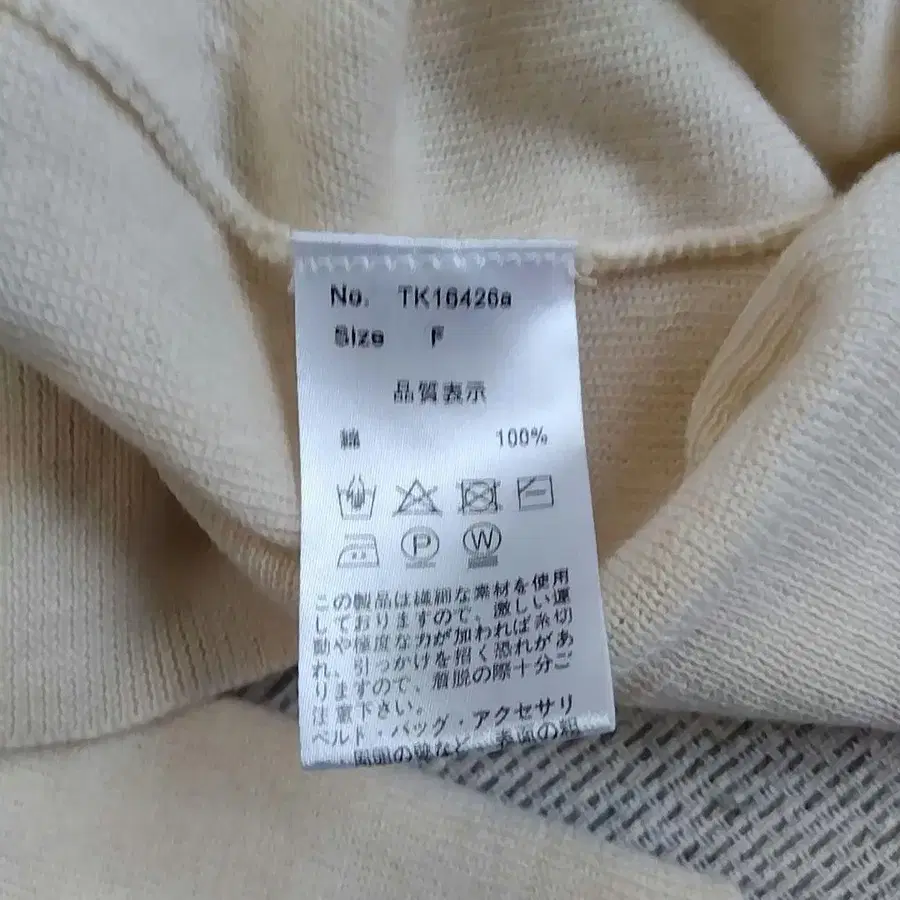 No. TK16426a
Size F
品質表示
綿 100%
P W
この製品は繊細な素材を使用
しておりますので、激しい運
動や極度な力が加われば糸切
れ、引っかけを招く恐れがあ
りますので、着脱の際十分ご
注意下さい。
ベルト・バッグ・アクセサリ
表面の